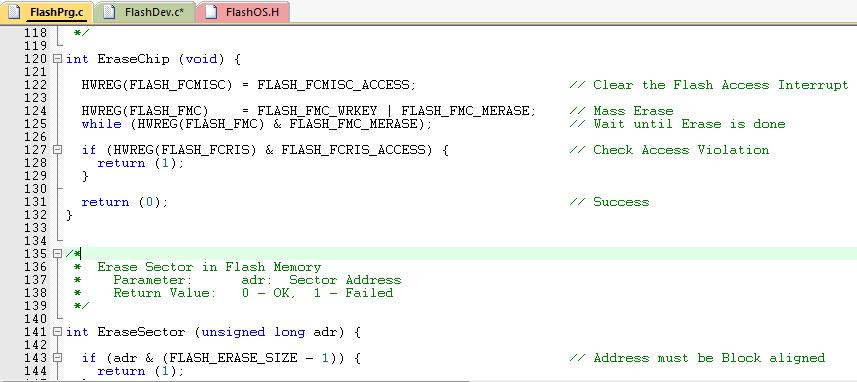 FlashPrg.c FlashDev.c* FlashOS.H
118 */
119
120 int EraseChip (void) {
121
122 HWREG(FLASH_FCMISC) = FLASH_FCMISC_ACCESS; // Clear the Flash Access Interrupt
123
124 HWREG(FLASH_FMC) = FLASH_FMC_WRKEY | FLASH_FMC_MERASE; // Mass Erase
125 while (HWREG(FLASH_FMC) & FLASH_FMC_MERASE); // Wait until Erase is done
126
127 if (HWREG(FLASH_FCRIS) & FLASH_FCRIS_ACCESS) { // Check Access Violation
128 return (1);
129 }
130
131 return (0); // Success
132 }
133
134
135 /*
136 * Erase Sector in Flash Memory
137 * Parameter: adr: Sector Address
138 * Return Value: 0 - OK, 1 - Failed
139 */
140
141 int EraseSector (unsigned long adr) {
142
143 if (adr & (FLASH_ERASE_SIZE - 1)) { // Address must be Block aligned
144 return (1);